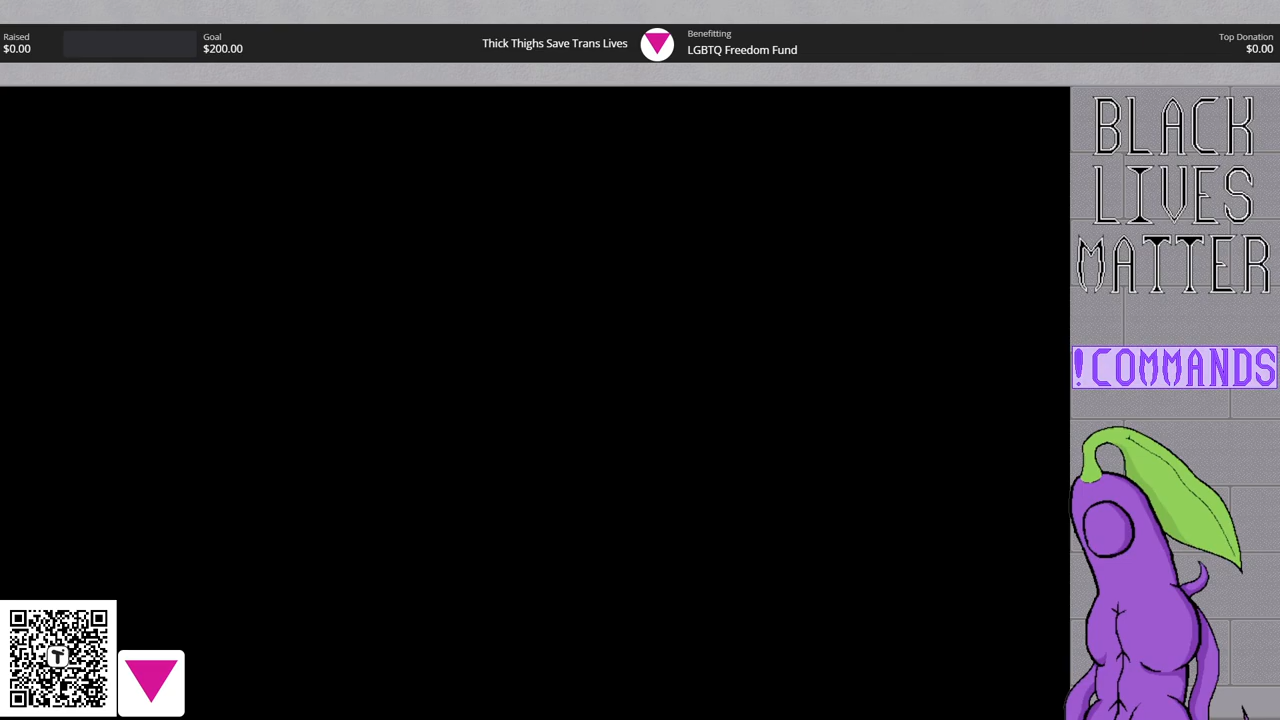 Raised
$0.00
Goal
$200.00
Thick Thighs Save Trans Lives
Benefitting
LGBTQ Freedom Fund
Top Donation
$0.00
BLACK
LIVES
MATTER
!COMMANDS
T